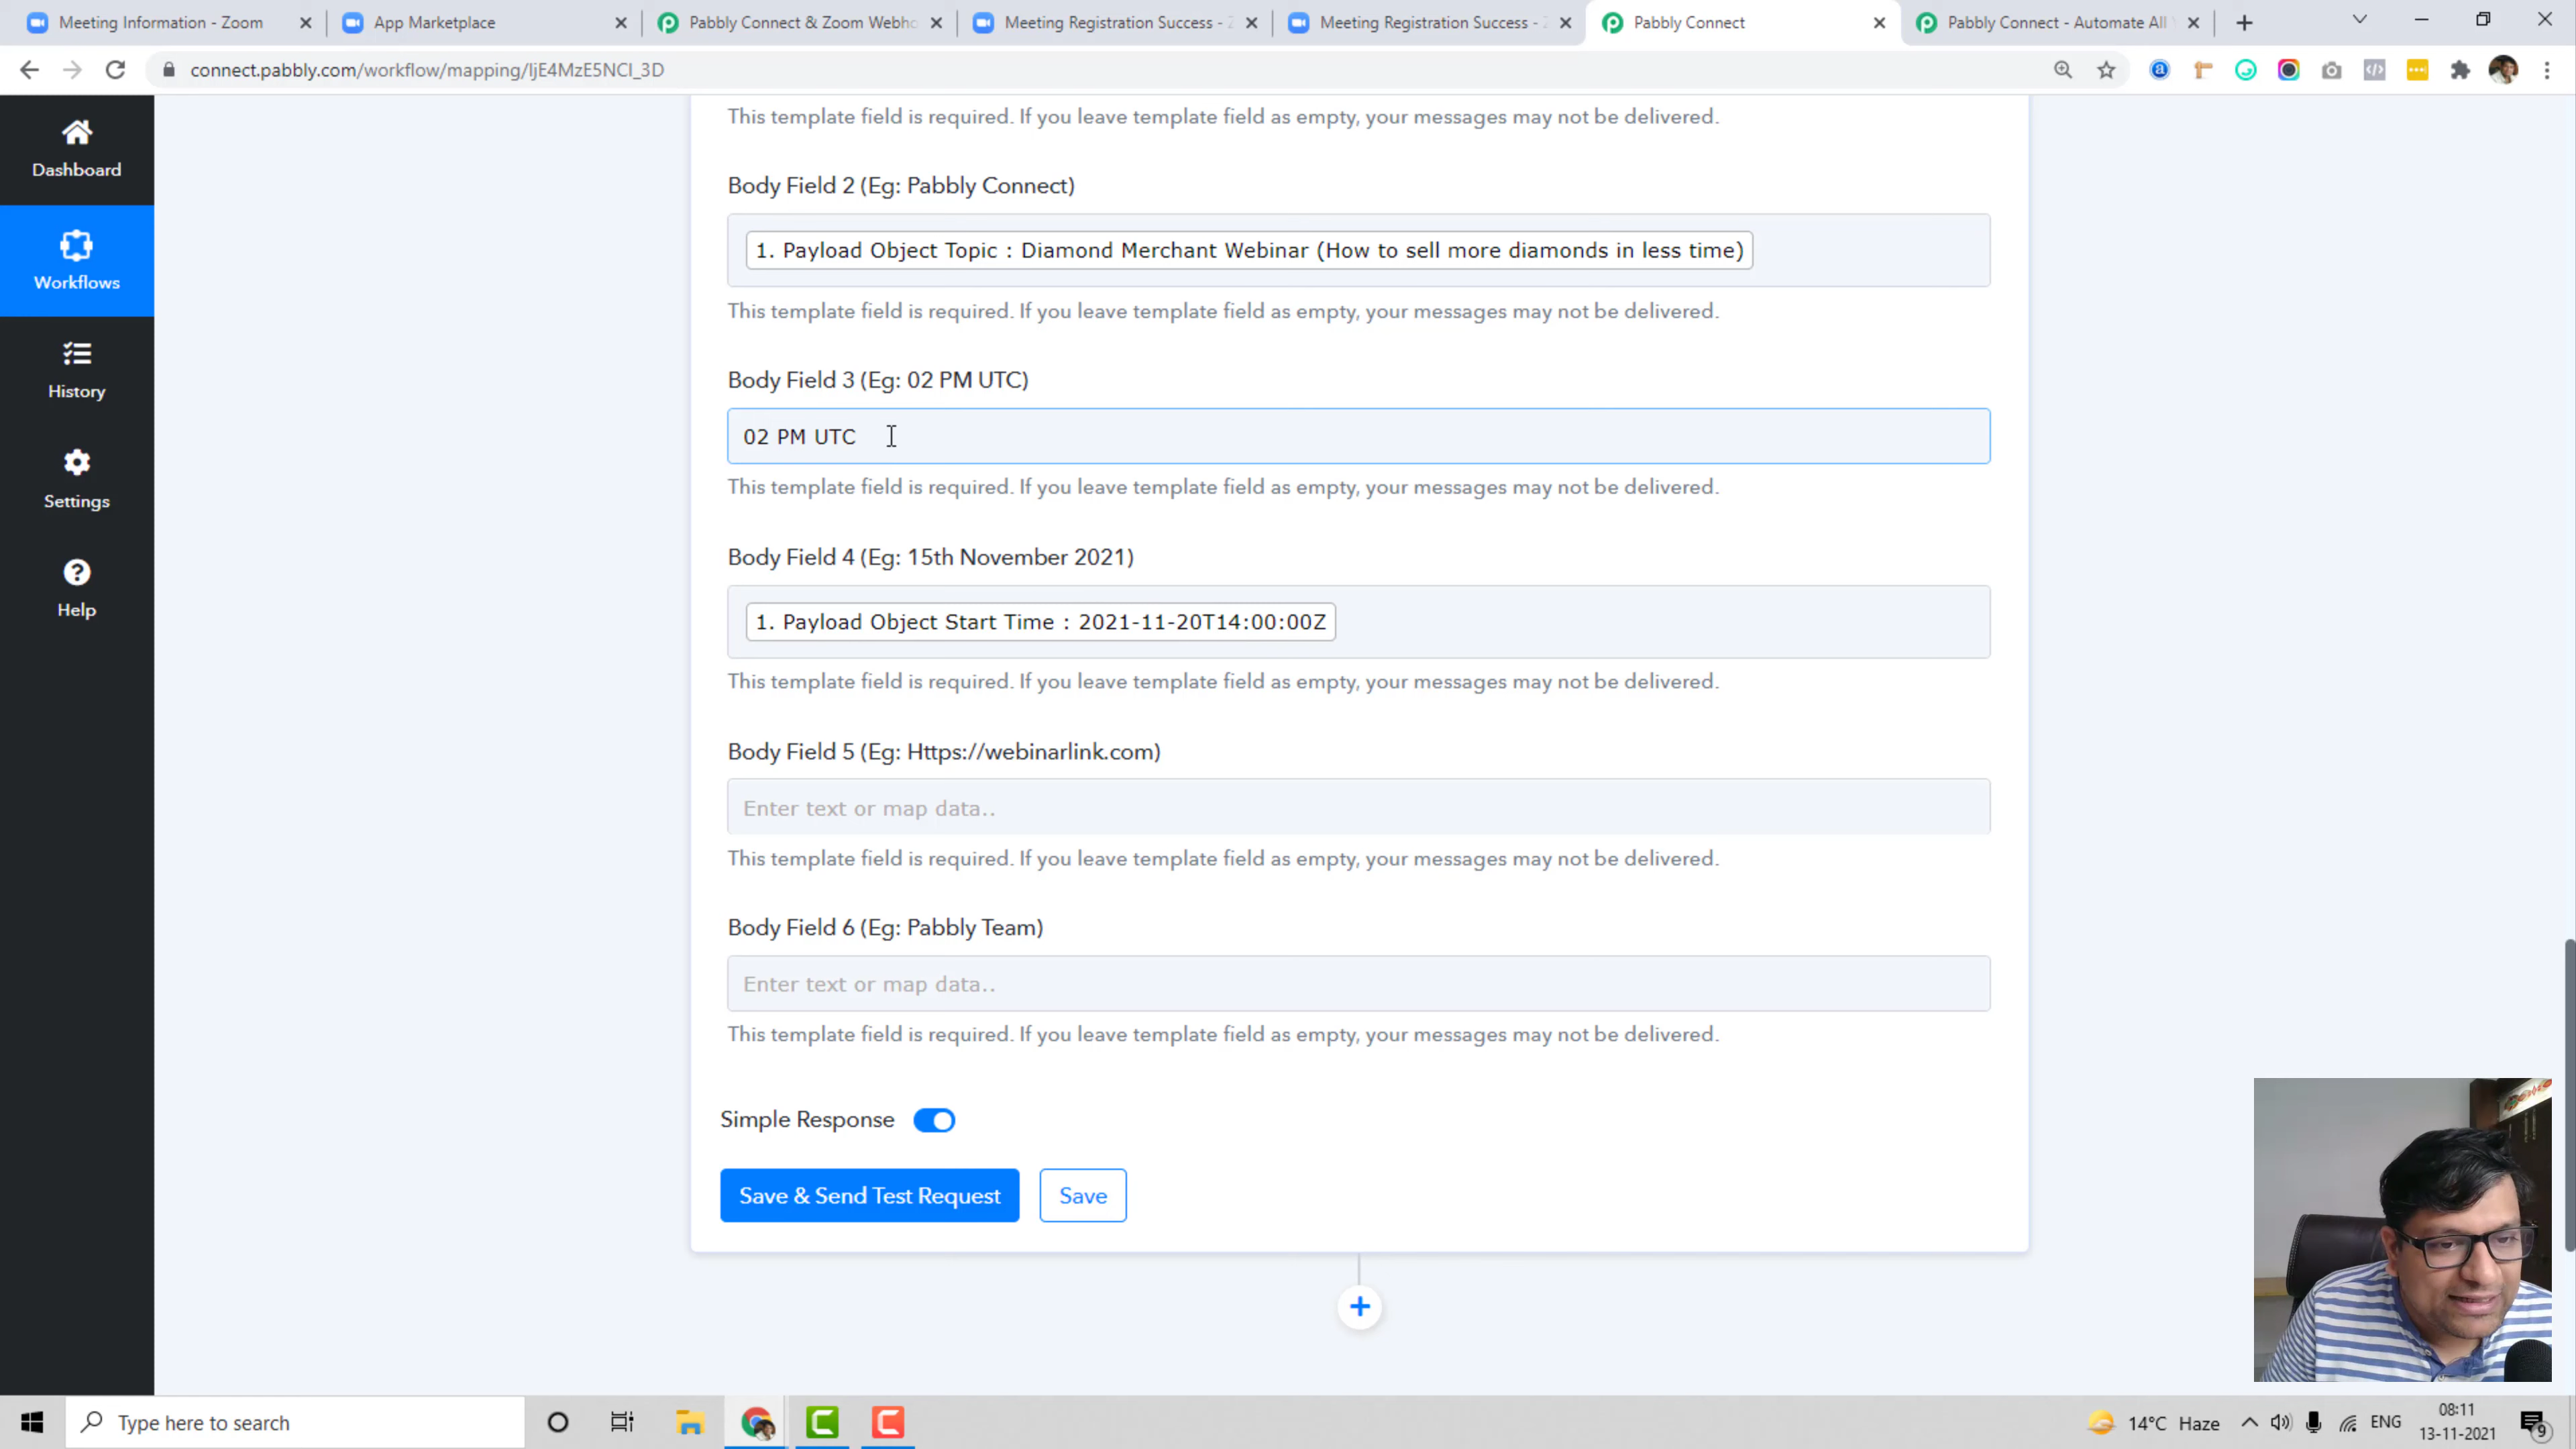 Meeting Information - Zoom
App Marketplace
Pabbly Connect & Zoom Webho
Meeting Registration Success - Z
Meeting Registration Success - Z
Pabbly Connect
Pabbly Connect - Automate All
connect.pabbly.com/workflow/mapping/IjE4MzE5NCI_3D
Dashboard
Workflows
History
Settings
Help
This template field is required. If you leave template field as empty, your messages may not be delivered.
Body Field 2 (Eg: Pabbly Connect)
1. Payload Object Topic : Diamond Merchant Webinar (How to sell more diamonds in less time)
This template field is required. If you leave template field as empty, your messages may not be delivered.
Body Field 3 (Eg: 02 PM UTC)
02 PM UTC
This template field is required. If you leave template field as empty, your messages may not be delivered.
Body Field 4 (Eg: 15th November 2021)
1. Payload Object Start Time : 2021-11-20T14:00:00Z
This template field is required. If you leave template field as empty, your messages may not be delivered.
Body Field 5 (Eg: Https://webinarlink.com)
Enter text or map data..
This template field is required. If you leave template field as empty, your messages may not be delivered.
Body Field 6 (Eg: Pabbly Team)
Enter text or map data..
This template field is required. If you leave template field as empty, your messages may not be delivered.
Simple Response
Save & Send Test Request
Save
Type here to search
14°C Haze
ENG
08:11
13-11-2021
9